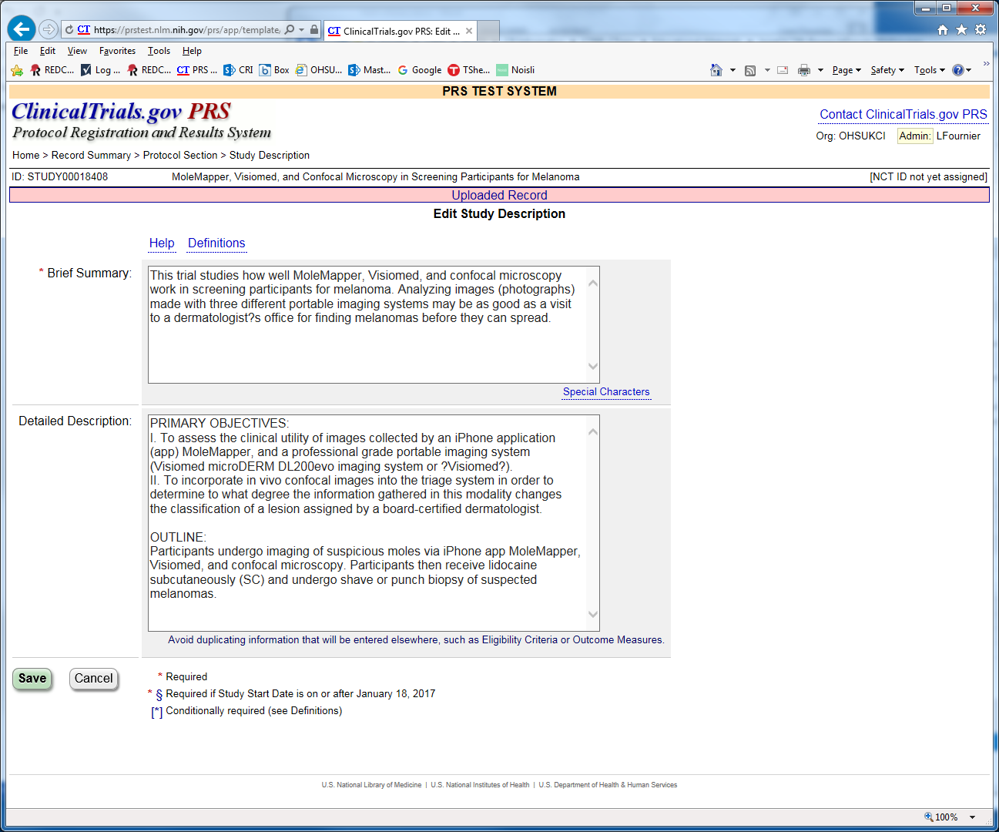 https://prstest.nlm.nih.gov/prs/app/template,
CT ClinicalTrials.gov PRS: Edit ...
File Edit View Favorites Tools Help
REDC... Log ... REDC... CT PRS ... CRI Box OHSU... Mast... Google TShe... Noisli
Page Safety Tools
PRS TEST SYSTEM
ClinicalTrials.gov PRS
Protocol Registration and Results System
Contact ClinicalTrials.gov PRS
Org: OHSUKCI Admin: LFournier
Home > Record Summary > Protocol Section > Study Description
ID: STUDY00018408 MoleMapper, Visiomed, and Confocal Microscopy in Screening Participants for Melanoma [NCT ID not yet assigned]
Uploaded Record
Edit Study Description
Help Definitions
* Brief Summary:
This trial studies how well MoleMapper, Visiomed, and confocal microscopy
work in screening participants for melanoma. Analyzing images (photographs)
made with three different portable imaging systems may be as good as a visit
to a dermatologist?s office for finding melanomas before they can spread.
Special Characters
Detailed Description:
PRIMARY OBJECTIVES:
I. To assess the clinical utility of images collected by an iPhone application
(app) MoleMapper, and a professional grade portable imaging system
(Visiomed microDERM DL200evo imaging system or ?Visiomed?).
II. To incorporate in vivo confocal images into the triage system in order to
determine to what degree the information gathered in this modality changes
the classification of a lesion assigned by a board-certified dermatologist.
OUTLINE:
Participants undergo imaging of suspicious moles via iPhone app MoleMapper,
Visiomed, and confocal microscopy. Participants then receive lidocaine
subcutaneously (SC) and undergo shave or punch biopsy of suspected
melanomas.
Avoid duplicating information that will be entered elsewhere, such as Eligibility Criteria or Outcome Measures.
Save Cancel
* Required
* § Required if Study Start Date is on or after January 18, 2017
[*] Conditionally required (see Definitions)
U.S. National Library of Medicine | U.S. National Institutes of Health | U.S. Department of Health & Human Services
100%